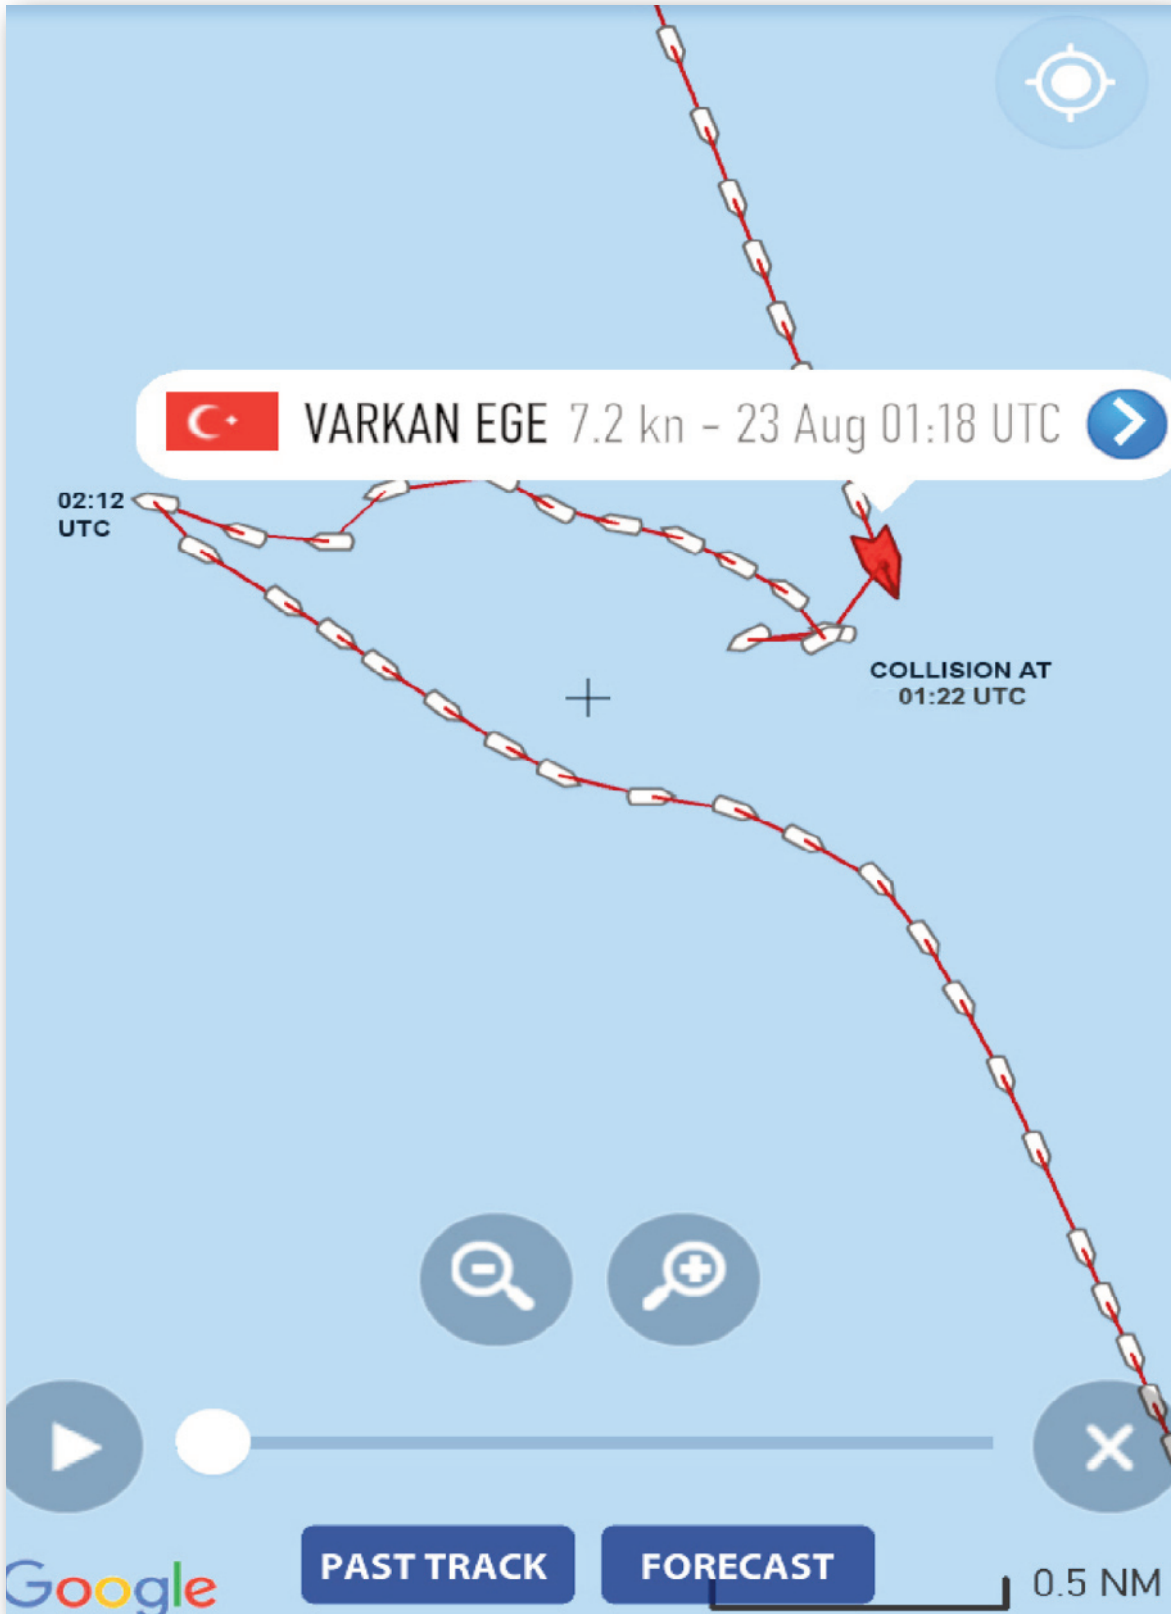 VARKAN EGE 7.2 kn - 23 Aug 01:18 UTC
02:12
UTC
COLLISION AT
01:22 UTC
PAST TRACK
FORECAST
Google
0.5 NM